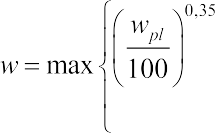 w = max { (w_pl / 100)^0,35